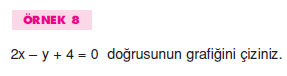 ÖRNEK 8
2x – y + 4 = 0 doğrusunun grafiğini çiziniz.